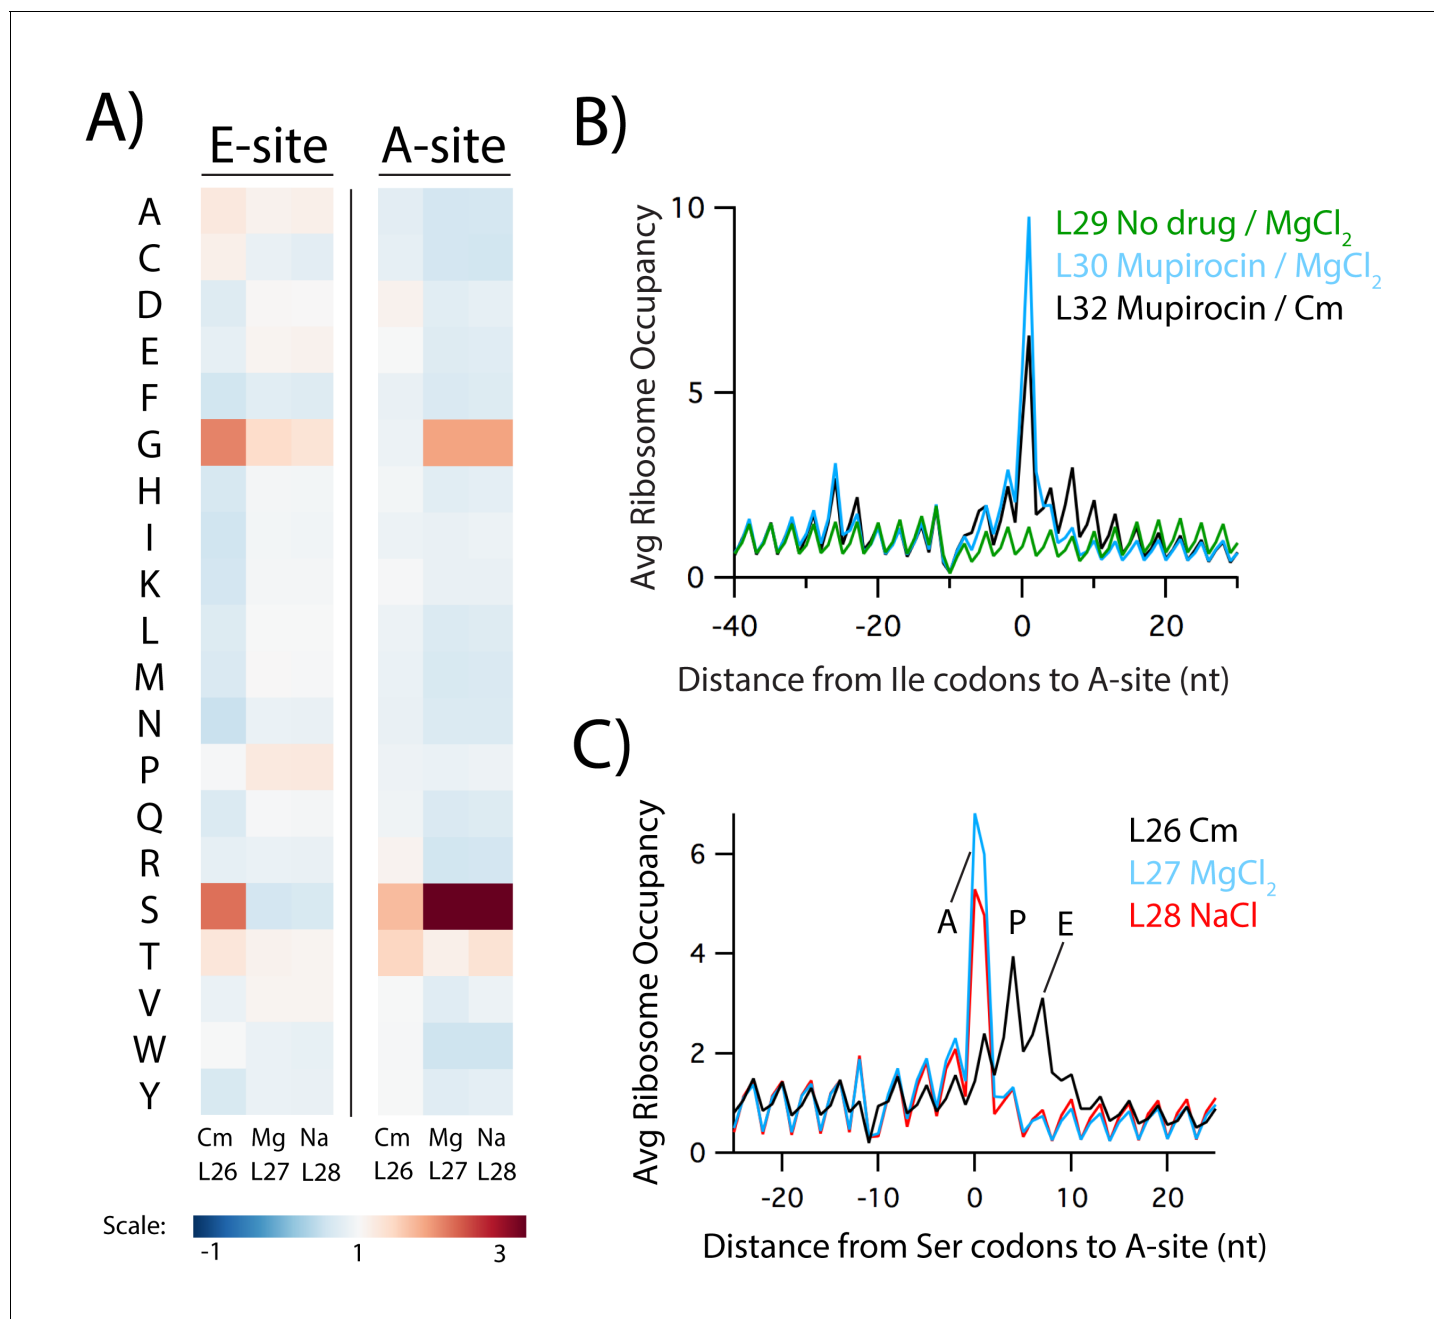 A)
E-site
A-site
A
C
D
E
F
G
H
I
K
L
M
N
P
Q
R
S
T
V
W
Y
Cm Mg Na Cm Mg Na
L26 L27 L28 L26 L27 L28
Scale:
-1 1 3
B)
Avg Ribosome Occupancy
10
5
0
L29 No drug / MgCl2
L30 Mupirocin / MgCl2
L32 Mupirocin / Cm
-40 -20 0 20
Distance from Ile codons to A-site (nt)
C)
Avg Ribosome Occupancy
6
4
2
0
A P E
L26 Cm
L27 MgCl2
L28 NaCl
-20 -10 0 10 20
Distance from Ser codons to A-site (nt)